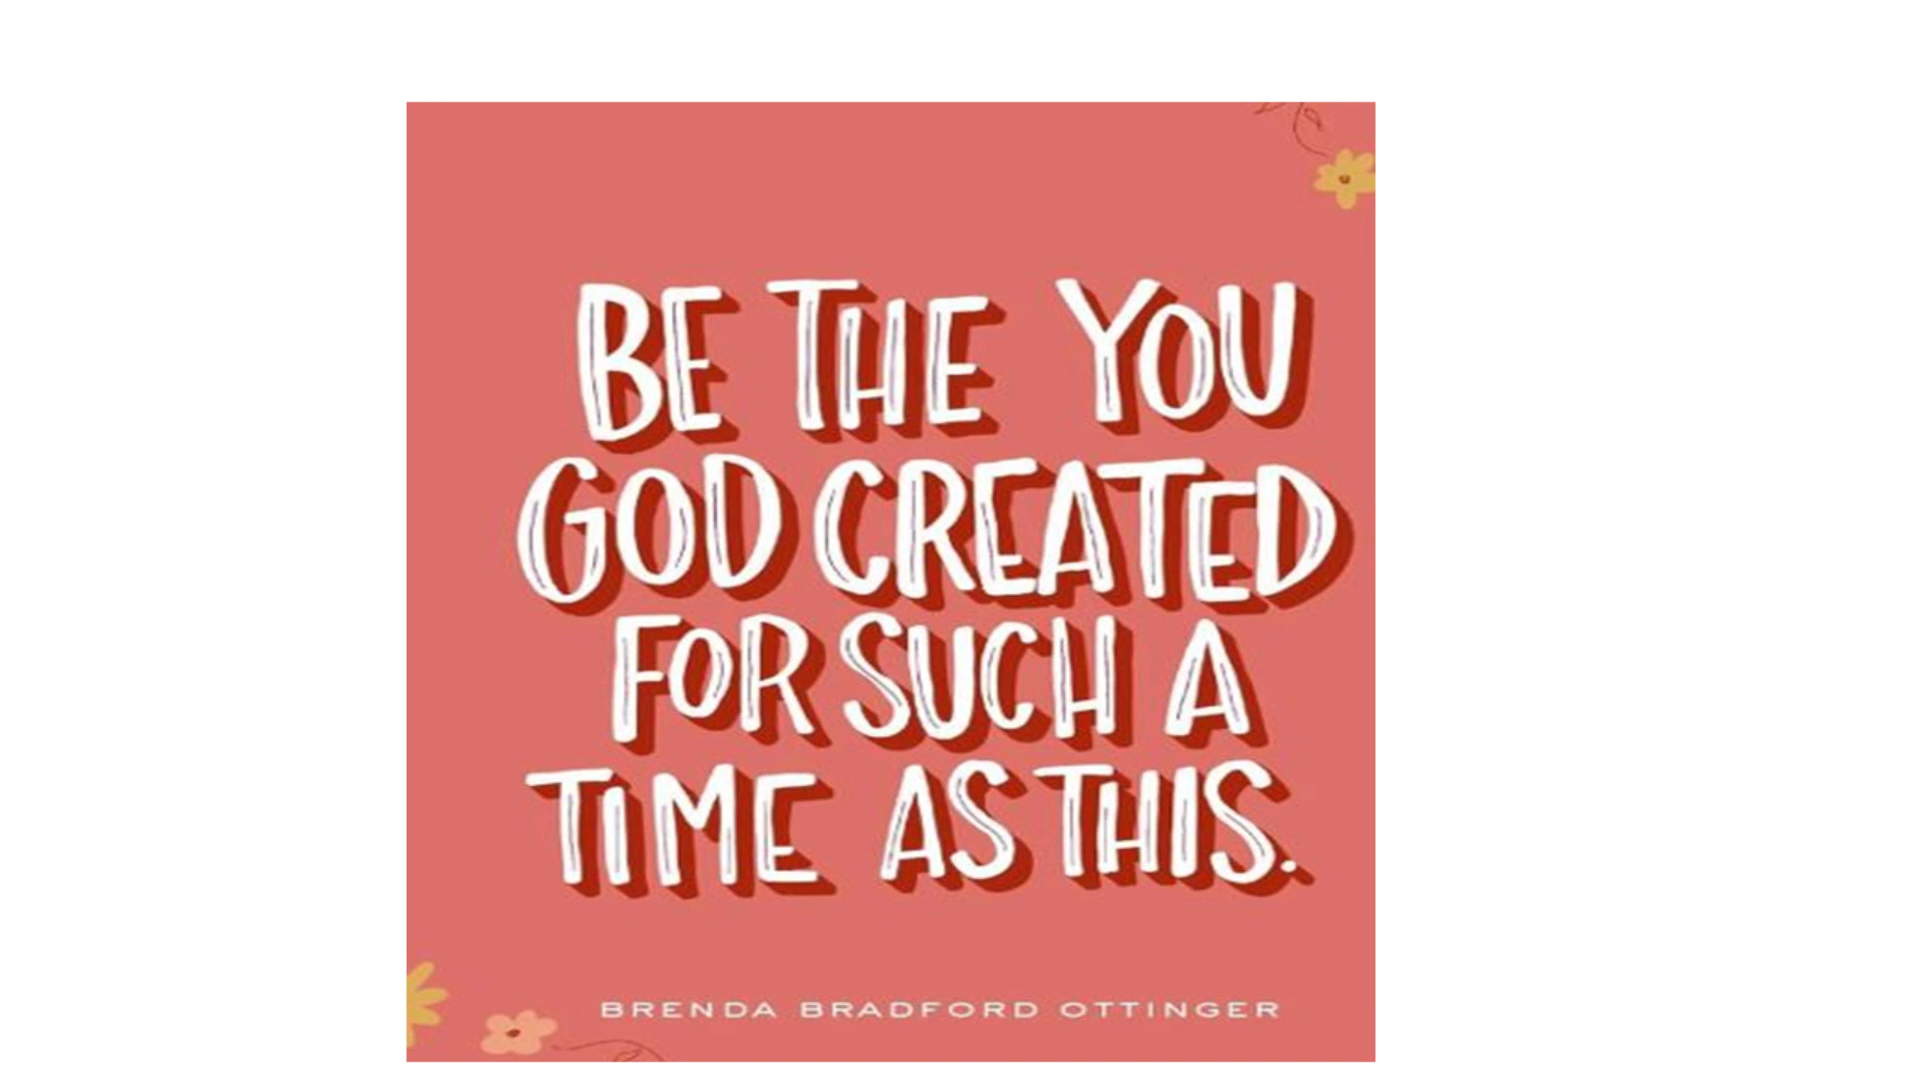 BE THE YOU
GOD CREATED
FOR SUCH A
TIME AS THIS.
BRENDA BRADFORD OTTINGER